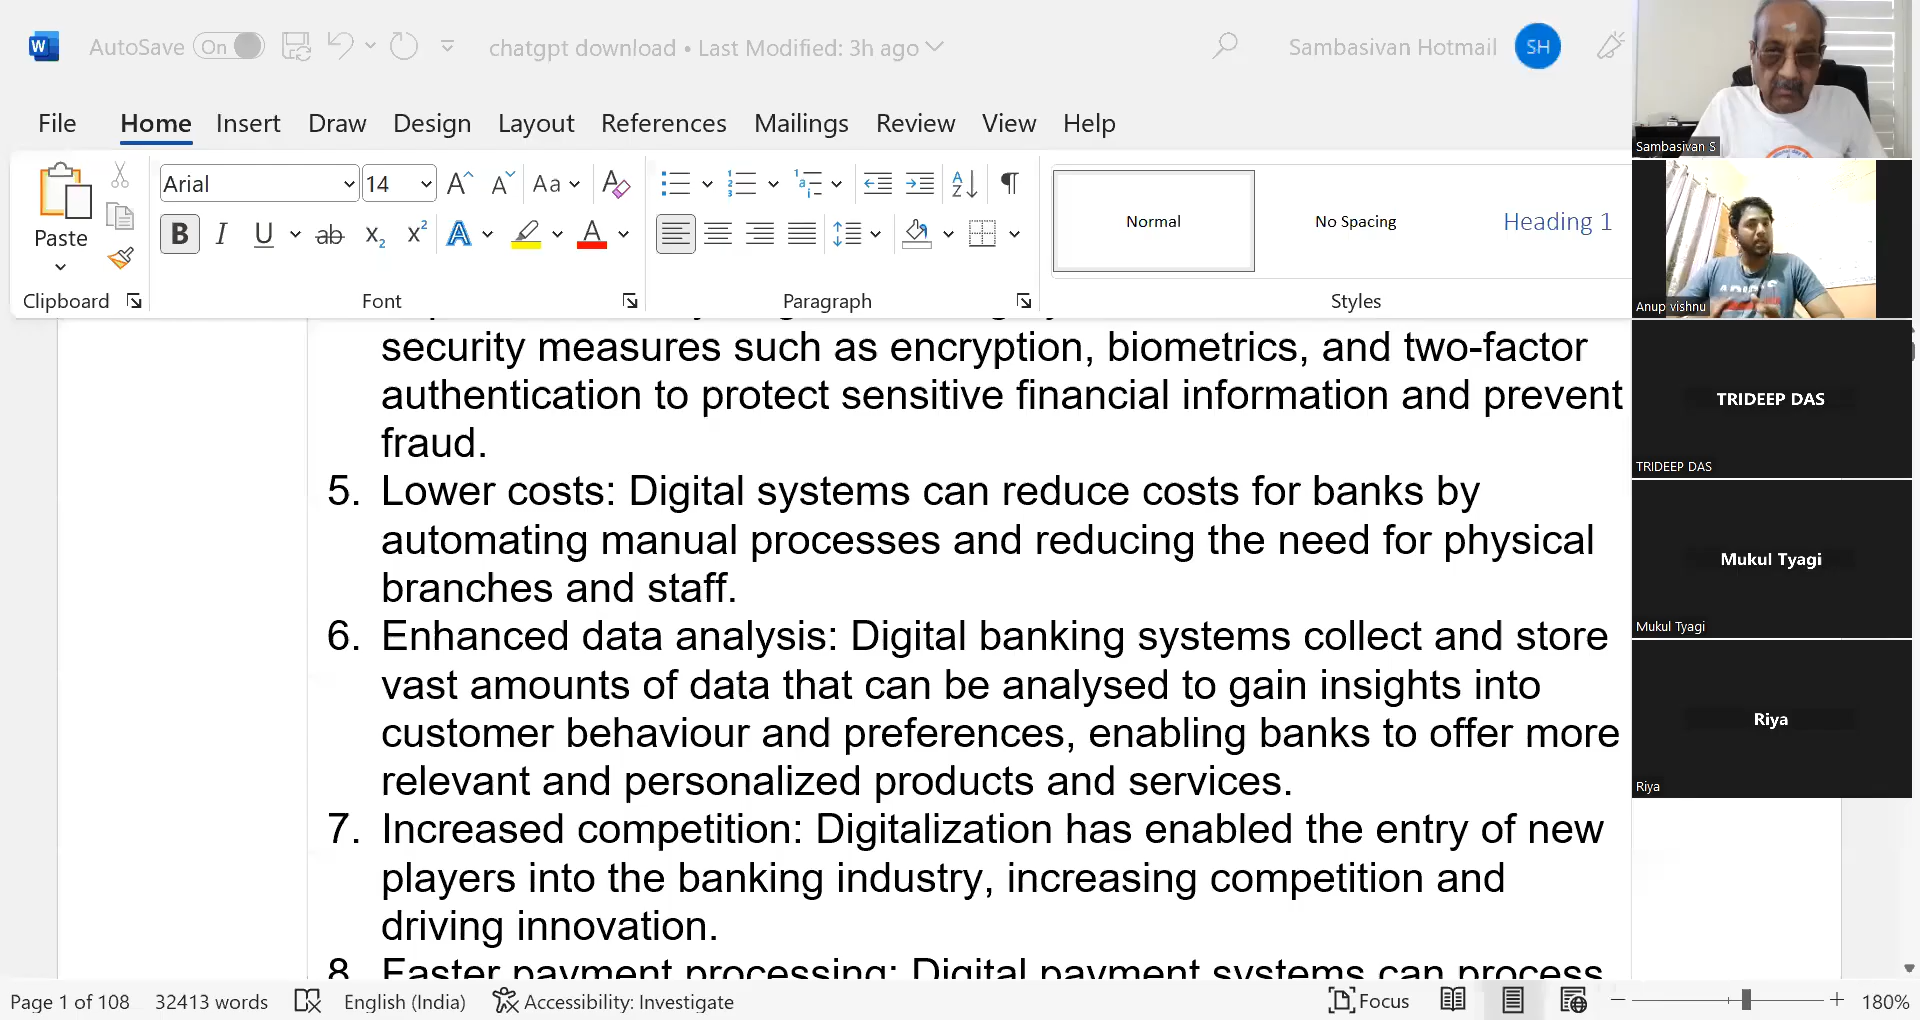 AutoSave On chatgpt download • Last Modified: 3h ago Sambasivan Hotmail SH
File Home Insert Draw Design Layout References Mailings Review View Help
Paste
Clipboard
Arial 14
Font
Paragraph
Normal No Spacing Heading 1
Styles
security measures such as encryption, biometrics, and two-factor
authentication to protect sensitive financial information and prevent
fraud.
5. Lower costs: Digital systems can reduce costs for banks by
automating manual processes and reducing the need for physical
branches and staff.
6. Enhanced data analysis: Digital banking systems collect and store
vast amounts of data that can be analysed to gain insights into
customer behaviour and preferences, enabling banks to offer more
relevant and personalized products and services.
7. Increased competition: Digitalization has enabled the entry of new
players into the banking industry, increasing competition and
driving innovation.
8. Faster payment processing: Digital payment systems can process
Sambasivan S
Anup vishnu
TRIDEEP DAS
TRIDEEP DAS
Mukul Tyagi
Mukul Tyagi
Riya
Riya
Page 1 of 108 32413 words English (India) Accessibility: Investigate Focus 180%